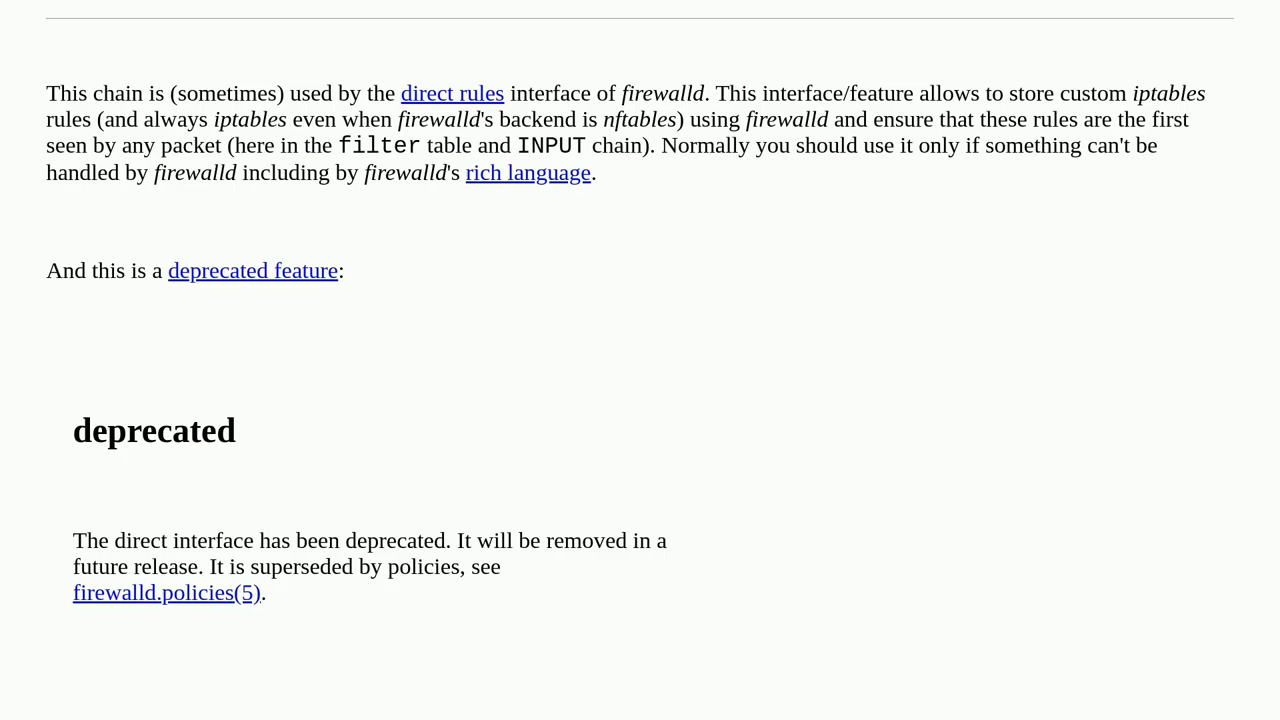 This chain is (sometimes) used by the direct rules interface of firewalld. This interface/feature allows to store custom iptables
rules (and always iptables even when firewalld's backend is nftables) using firewalld and ensure that these rules are the first
seen by any packet (here in the filter table and INPUT chain). Normally you should use it only if something can't be
handled by firewalld including by firewalld's rich language.
And this is a deprecated feature:
deprecated
The direct interface has been deprecated. It will be removed in a
future release. It is superseded by policies, see
firewalld.policies(5).